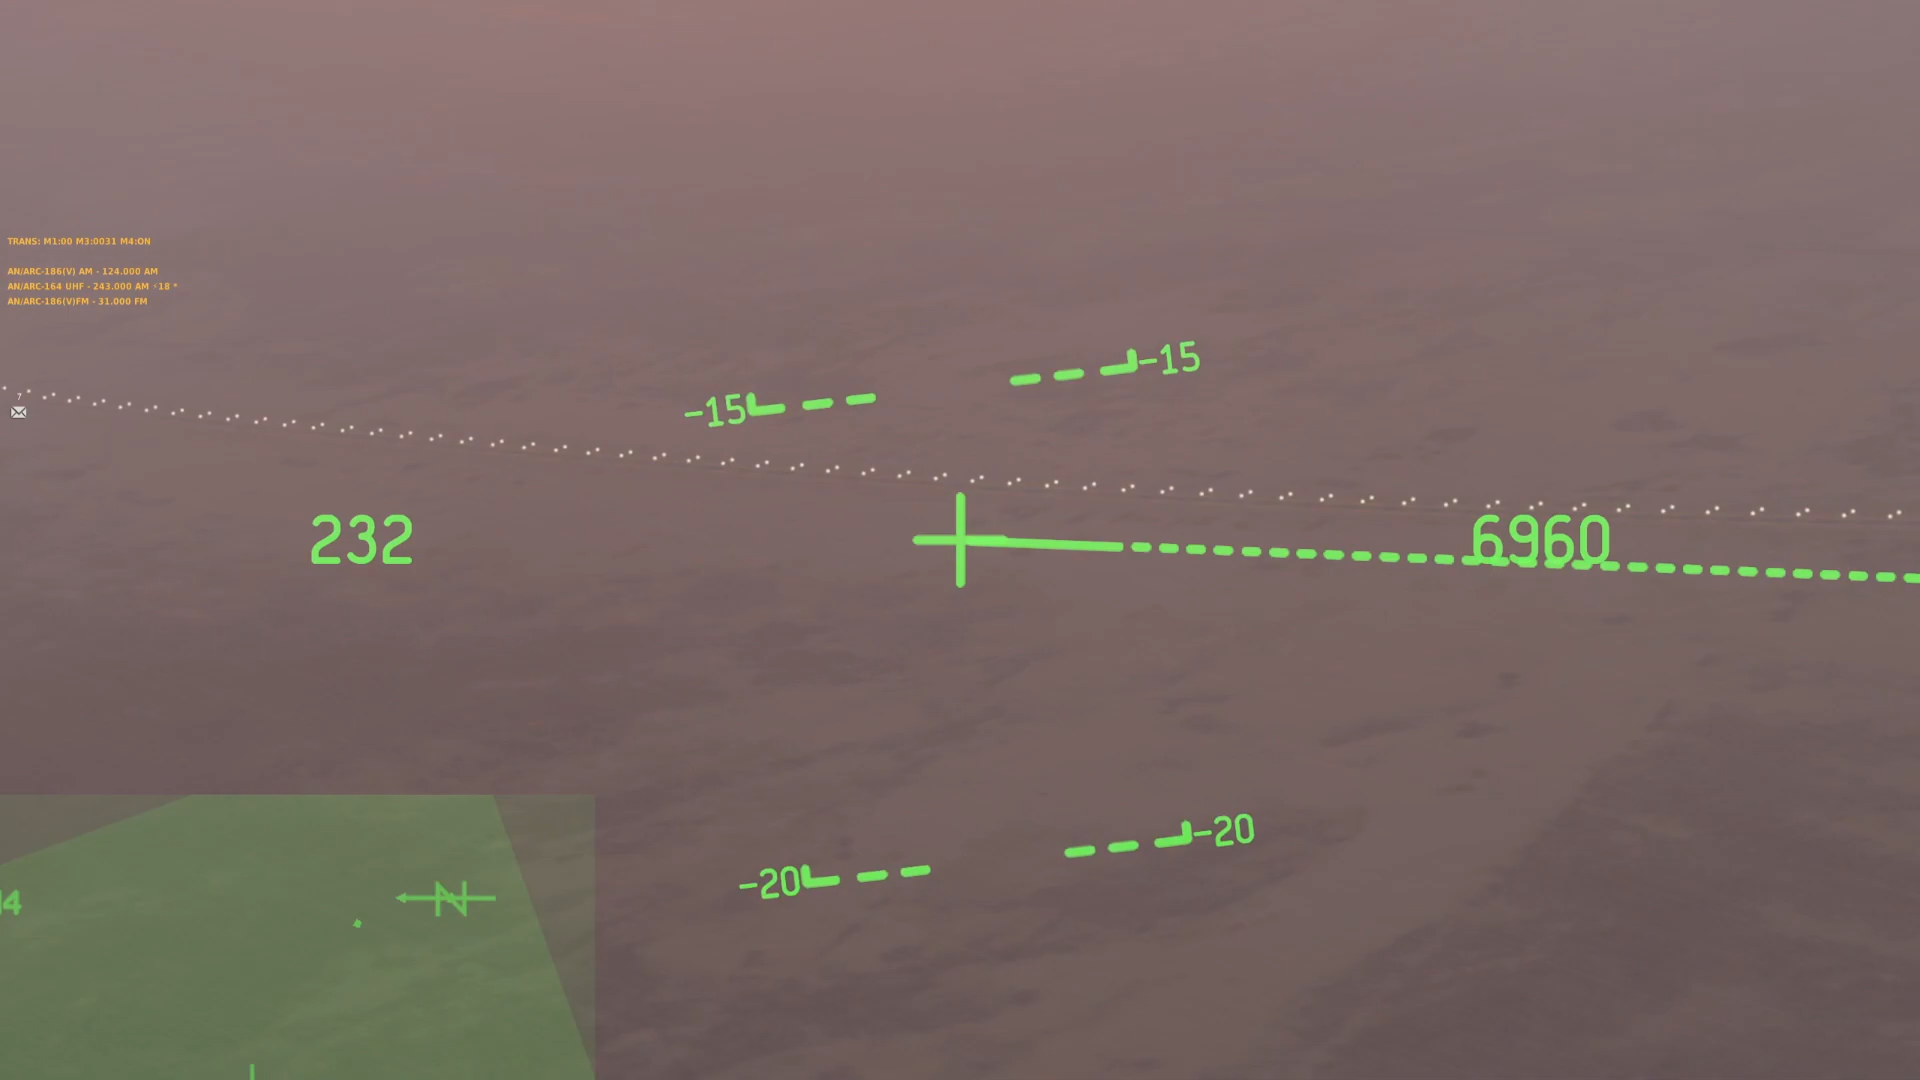 TRANS: M1:00 M3:0031 M4:ON
AN/ARC-186(V) AM - 124.000 AM
AN/ARC-164 UHF - 243.000 AM
AN/ARC-186(V)FM - 31.000 FM
7
-15 -15
232 6960
-20 -20
N